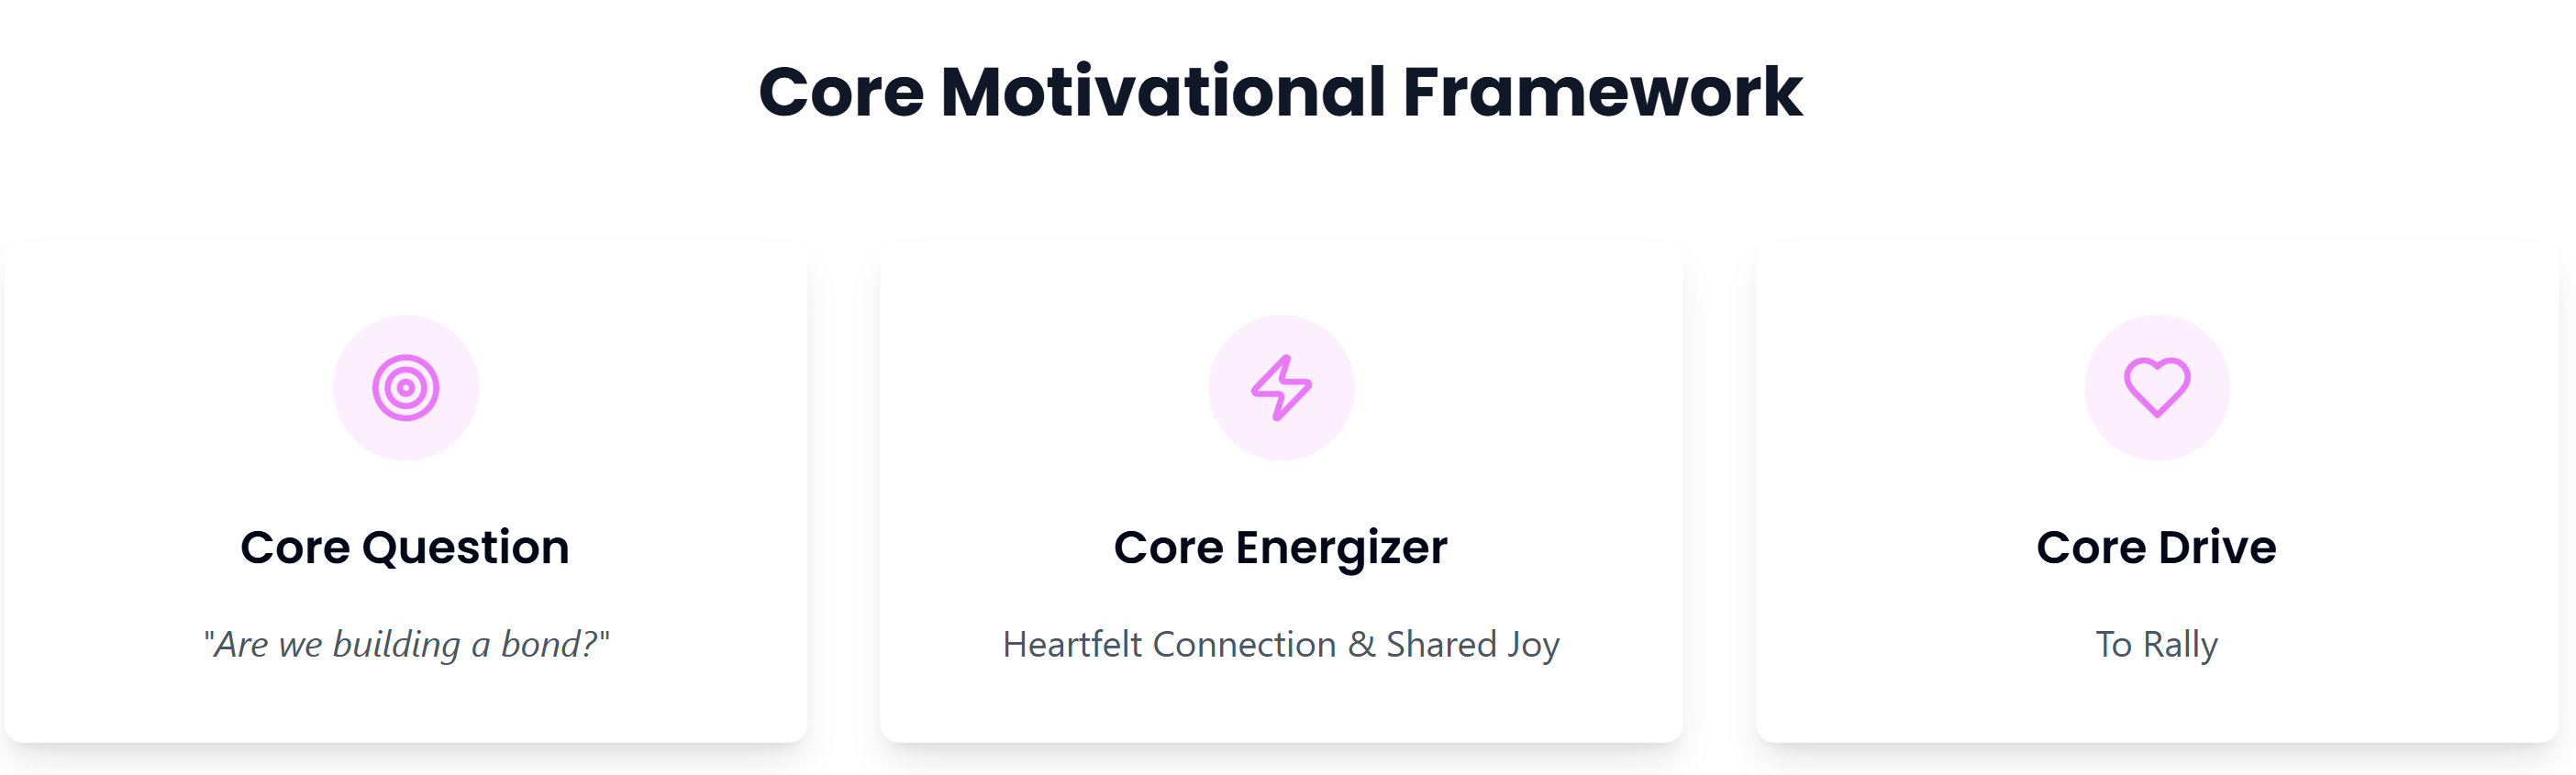 Core Motivational Framework
Core Question
"Are we building a bond?"
Core Energizer
Heartfelt Connection & Shared Joy
Core Drive
To Rally